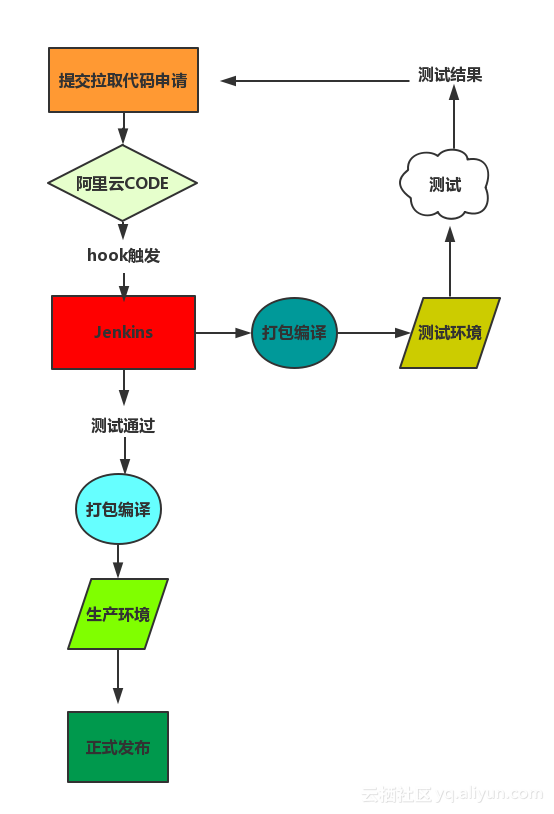 测试结果
提交拉取代码申请
阿里云CODE
测试
hook触发
Jenkins
打包编译
测试环境
测试通过
打包编译
生产环境
正式发布
云栖社区 yq.aliyun.com